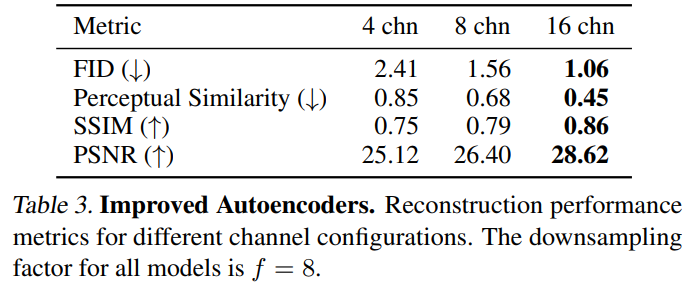 Metric 4 chn 8 chn 16 chn
FID (↓) 2.41 1.56 1.06
Perceptual Similarity (↓) 0.85 0.68 0.45
SSIM (↑) 0.75 0.79 0.86
PSNR (↑) 25.12 26.40 28.62
Table 3. Improved Autoencoders. Reconstruction performance
metrics for different channel configurations. The downsampling
factor for all models is f = 8.